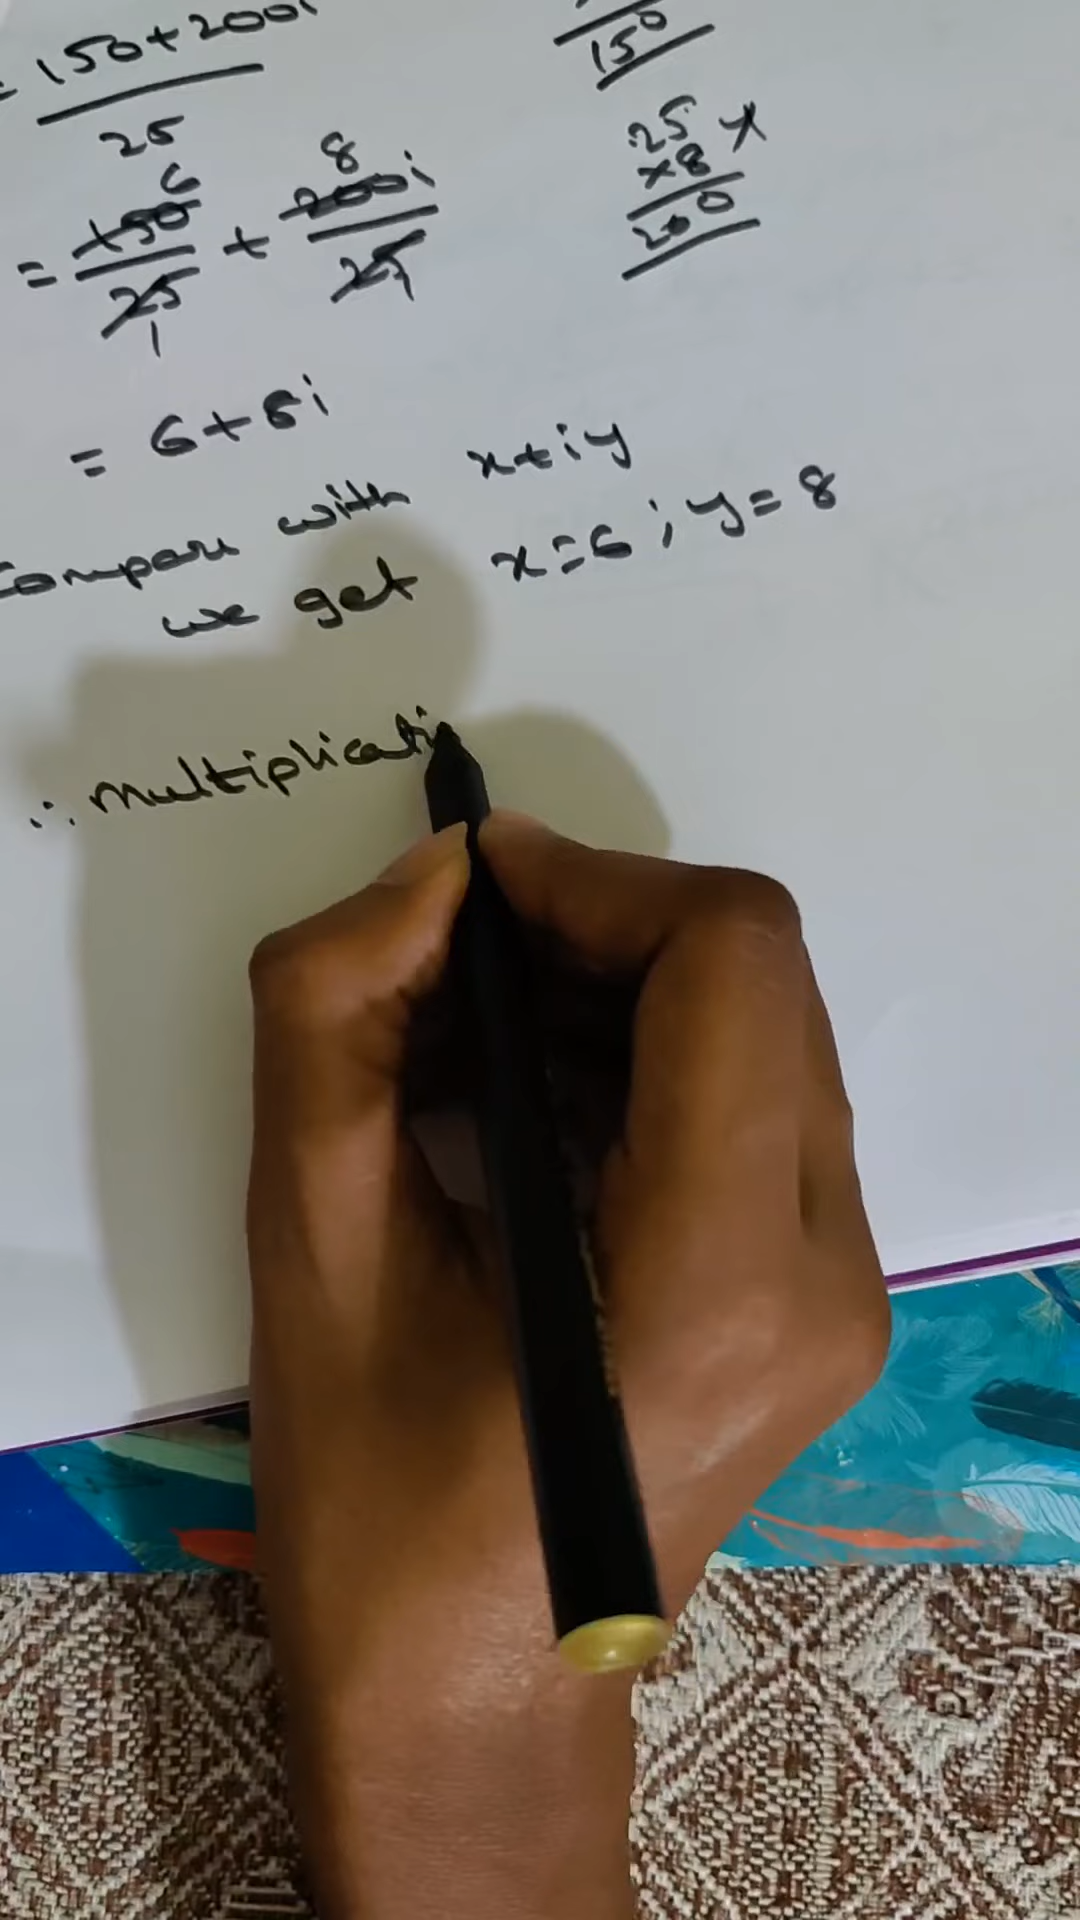 = 150+200i
25
= 150/25 + 200i/25
6 8
1 1
= 6+8i
Compare with x+iy
we get x=6; y=8
∴ multiplicati
150
25 x
×8
200